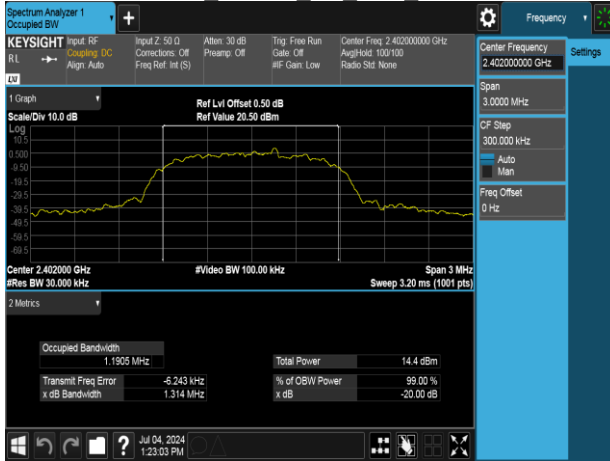 Spectrum Analyzer 1
Occupied BW
Frequency
KEYSIGHT
RL
Input: RF
Coupling: DC
Align: Auto
Input Z: 50 Ω
Corrections: Off
Freq Ref: Int (S)
Atten: 30 dB
Preamp: Off
Trig: Free Run
Gate: Off
#IF Gain: Low
Center Freq: 2.402000000 GHz
Avg|Hold: 100/100
Radio Std: None
LXI
1 Graph
Scale/Div 10.0 dB
Ref Lvl Offset 0.50 dB
Ref Value 20.50 dBm
Log
10.5
0.500
-9.50
-19.5
-29.5
-39.5
-49.5
-59.5
-69.5
Center 2.402000 GHz
#Res BW 30.000 kHz
#Video BW 100.00 kHz
Span 3 MHz
Sweep 3.20 ms (1001 pts)
2 Metrics
Occupied Bandwidth
1.1905 MHz
Total Power 14.4 dBm
Transmit Freq Error -6.243 kHz
% of OBW Power 99.00 %
x dB Bandwidth 1.314 MHz
x dB -20.00 dB
Jul 04, 2024
1:23:03 PM
Center Frequency
2.402000000 GHz
Settings
Span
3.0000 MHz
CF Step
300.000 kHz
Auto
Man
Freq Offset
0 Hz